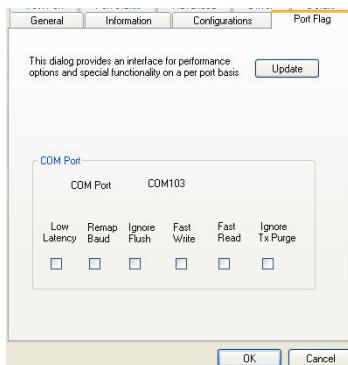 General Information Configurations Port Flag
This dialog provides an interface for performance
options and special functionality on a per port basis
Update
COM Port
COM Port COM103
Low Remap Ignore Fast Fast Ignore
Latency Baud Flush Write Read Tx Purge
OK Cancel